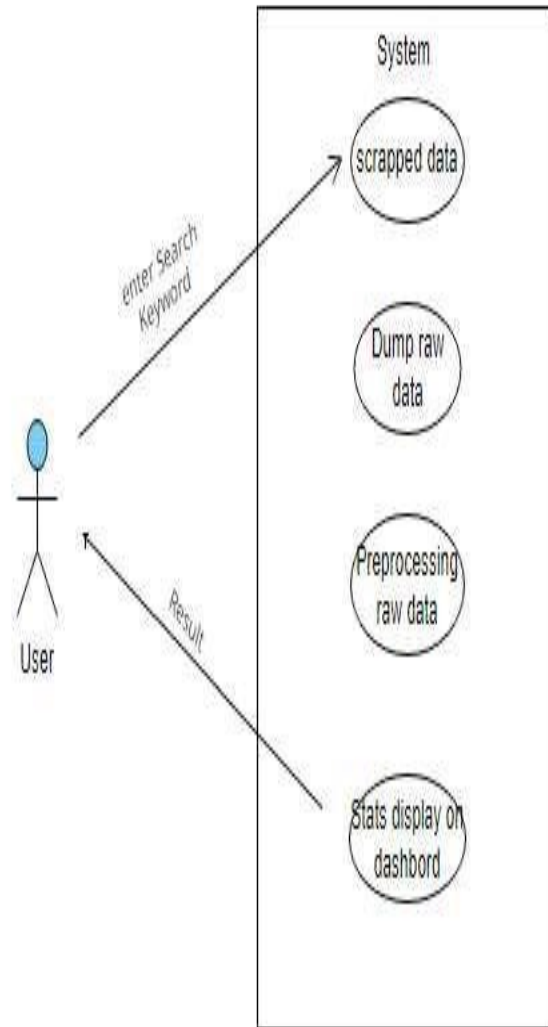 System
scrapped data
enter Search
Keyword
Dump raw
data
Preprocessing
raw data
Result
User
Stats display on
dashbord